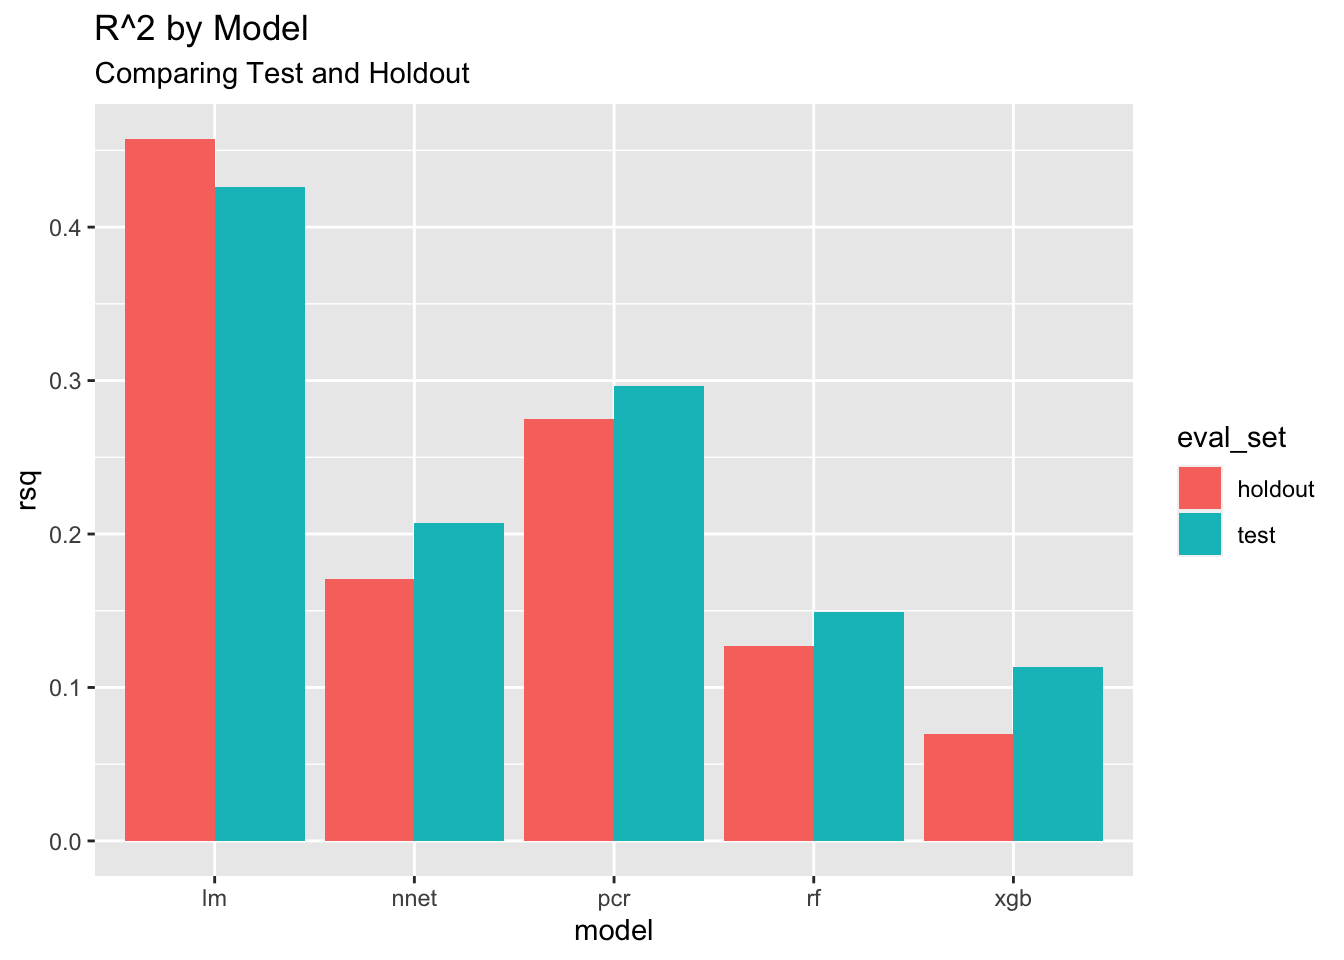 R^2 by Model
Comparing Test and Holdout
0.4
0.3
0.2
0.1
0.0
rsq
lm
nnet
pcr
rf
xgb
model
eval_set
holdout
test